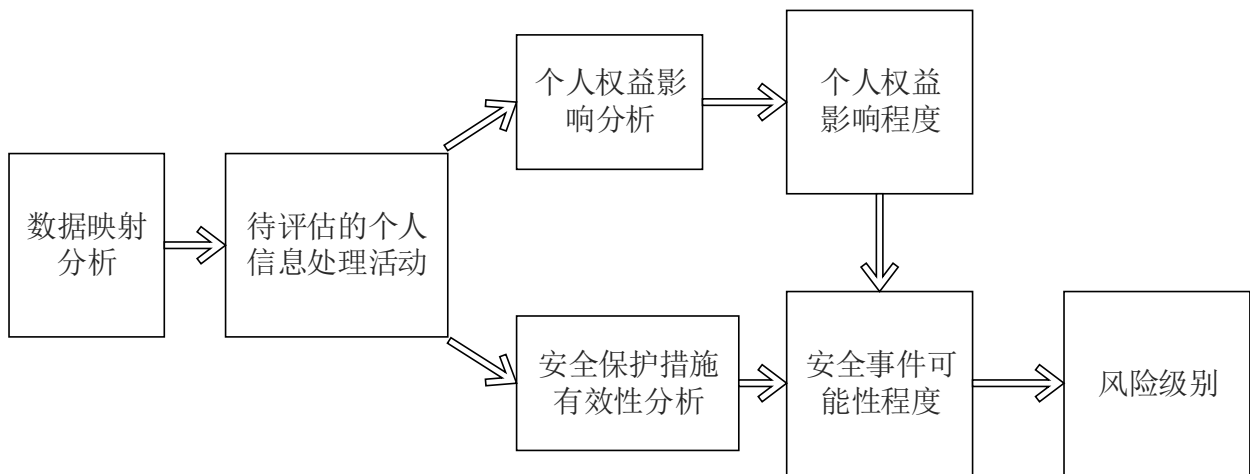 数据映射
分析
待评估的个人
信息处理活动
个人权益影
响分析
个人权益
影响程度
安全保护措施
有效性分析
安全事件可
能性程度
风险级别